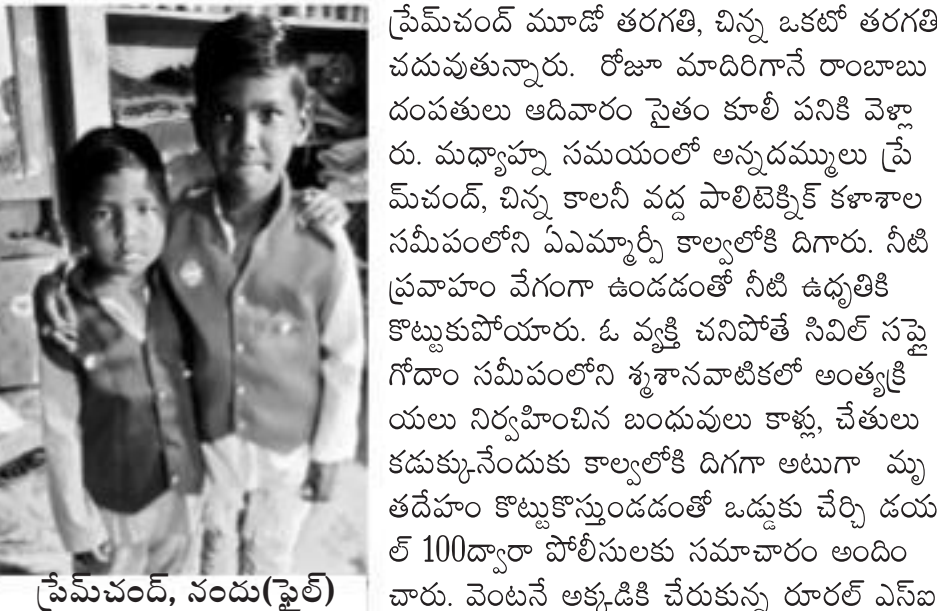 ప్రేమ్‌చంద్ మూడో తరగతి, చిన్న ఒకటో తరగతి
చదువుతున్నారు. రోజూ మాదిరిగానే రాంబాబు
దంపతులు ఆదివారం సైతం కూలీ పనికి వెళ్లా
రు. మధ్యాహ్న సమయంలో అన్నదమ్ములు ప్రే
మ్‌చంద్, చిన్న కాలనీ వద్ద పాలిటెక్నిక్ కళాశాల
సమీపంలోని ఏఎమ్మార్పీ కాల్వలోకి దిగారు. నీటి
ప్రవాహం వేగంగా ఉండడంతో నీటి ఉధృతికి
కొట్టుకుపోయారు. ఓ వ్యక్తి చనిపోతే సివిల్ సప్లై
గోదాం సమీపంలోని శ్మశానవాటికలో అంత్యక్రి
యలు నిర్వహించిన బంధువులు కాళ్లు, చేతులు
కడుక్కునేందుకు కాల్వలోకి దిగగా అటుగా మృ
తదేహం కొట్టుకొస్తుండడంతో ఒడ్డుకు చేర్చి డయ
ల్ 100ద్వారా పోలీసులకు సమాచారం అందిం
చారు. వెంటనే అక్కడికి చేరుకున్న రూరల్ ఎస్ఐ
ప్రేమ్‌చంద్, నందు(ఫైల్)